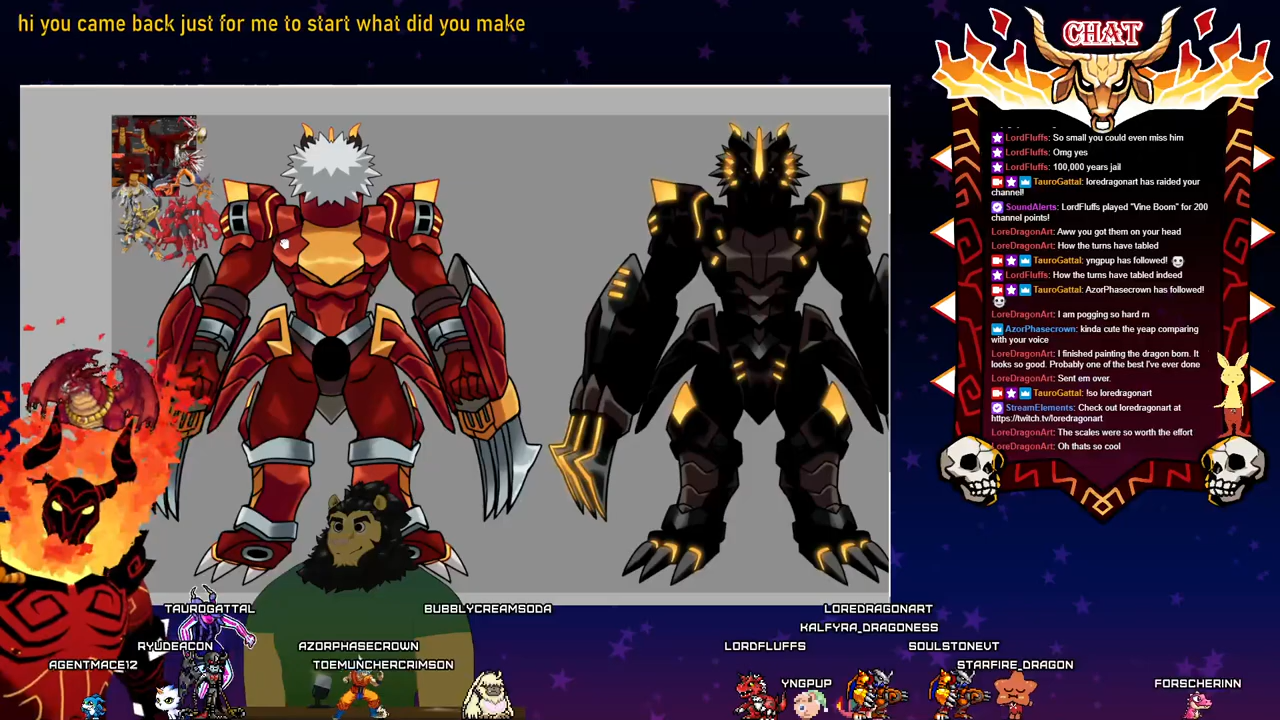 hi you came back just for me to start what did you make
CHAT
LordFluffs: So small you could even miss him
LordFluffs: Omg yes
LordFluffs: 100,000 years jail
TauroGattal: loredragonart has raided your
channel!
SoundAlerts: LordFluffs played "Vine Boom" for 200
channel points!
LoreDragonArt: Aww you got them on your head
LoreDragonArt: How the turns have tabled
TauroGattal: yngpup has followed!
LordFluffs: How the turns have tabled indeed
TauroGattal: AzorPhasecrown has followed!
LoreDragonArt: I am pogging so hard rn
AzorPhasecrown: kinda cute the yeap comparing
with your voice
LoreDragonArt: I finished painting the dragon born. It
looks so good. Probably one of the best I've ever done
LoreDragonArt: Sent em over.
TauroGattal: !so loredragonart
StreamElements: Check out loredragonart at
https://twitch.tv/loredragonart
LoreDragonArt: The scales were so worth the effort
LoreDragonArt: Oh thats so cool
TAUROGATTAL
BUBBLYCREAMSODA
LOREDRAGONART
KALFYRA_DRAGONESS
RYUDEACON
AZORPHASECROWN
LORDFLUFFS
SOULSTONEVT
AGENTMACE12
TOEMUNCHERCRIMSON
STARFIRE_DRAGON
YNGPUP
FORSCHERINN